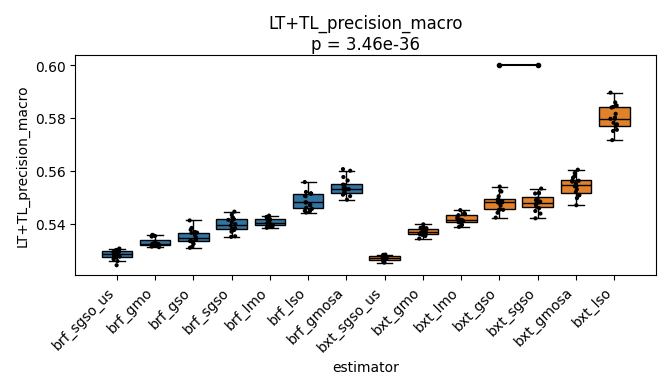 LT+TL_precision_macro
p = 3.46e-36
LT+TL_precision_macro
0.60
0.58
0.56
0.54
brf_sgso_us
brf_gmo
brf_gso
brf_sgso
brf_lmo
brf_lso
brf_gmosa
bxt_sgso_us
bxt_gmo
bxt_lmo
bxt_gso
bxt_sgso
bxt_gmosa
bxt_lso
estimator